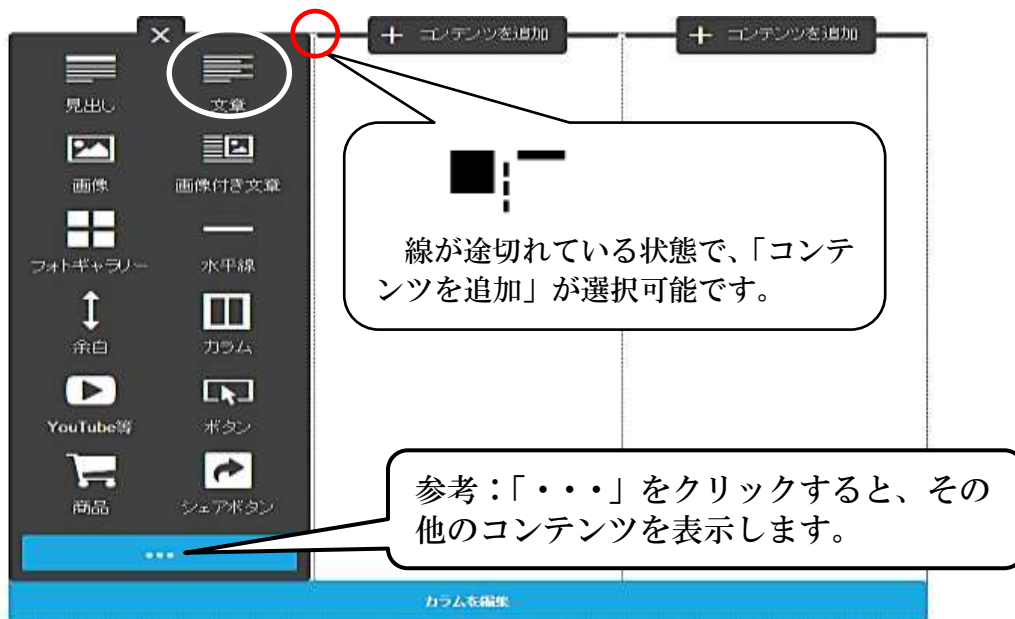 コンテンツを追加
コンテンツを追加
見出し
文章
画像
画像付き文章
フォトギャラリー
水平線
余白
カラム
YouTube等
ボタン
商品
シェアボタン
線が途切れている状態で、「コンテ
ンツを追加」が選択可能です。
参考：「・・・」をクリックすると、その
他のコンテンツを表示します。
カラムを編集